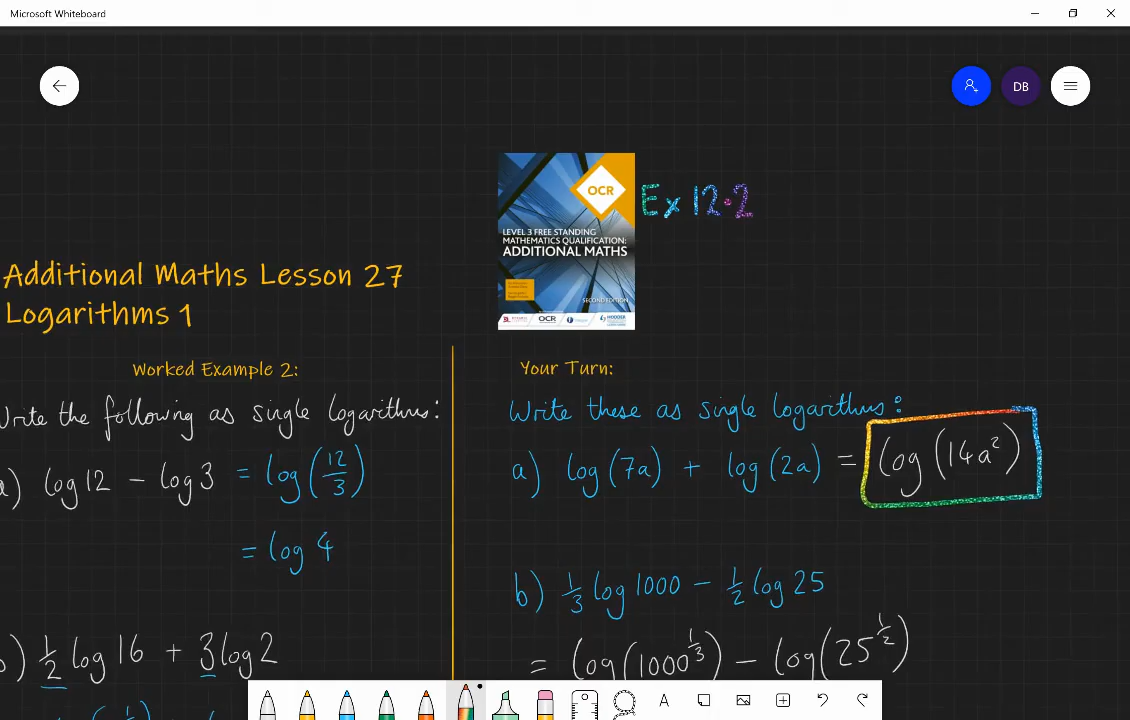 Microsoft Whiteboard
DB
OCR
LEVEL 3 FREE STANDING
MATHEMATICS QUALIFICATION:
ADDITIONAL MATHS
SECOND EDITION
OCR
HODDER
Ex 12.2
Additional Maths Lesson 27
Logarithms 1
Worked Example 2:
Write the following as single logarithms:
a) log 12 − log 3 = log(12/3)
= log 4
b) 1/2 log 16 + 3 log 2
Your Turn:
Write these as single logarithms:
a) log(7a) + log(2a) = log(14a²)
b) 1/3 log 1000 − 1/2 log 25
= log(1000^1/3) − log(25^1/2)
A